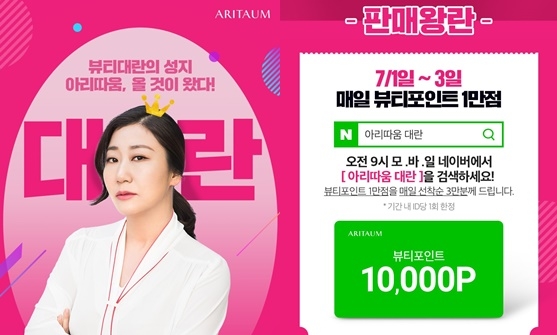 ARITAUM
뷰티대란의 성지
아리따움, 올 것이 왔다!
대란
- 판매왕란 -
7/1일 ~ 3일
매일 뷰티포인트 1만점
N 아리따움 대란
오전 9시 모.바.일 네이버에서
[ 아리따움 대란 ]을 검색하세요!
뷰티포인트 1만점을 매일 선착순 3만분께 드립니다.
* 기간 내 ID당 1회 한정
ARITAUM
뷰티포인트
10,000P